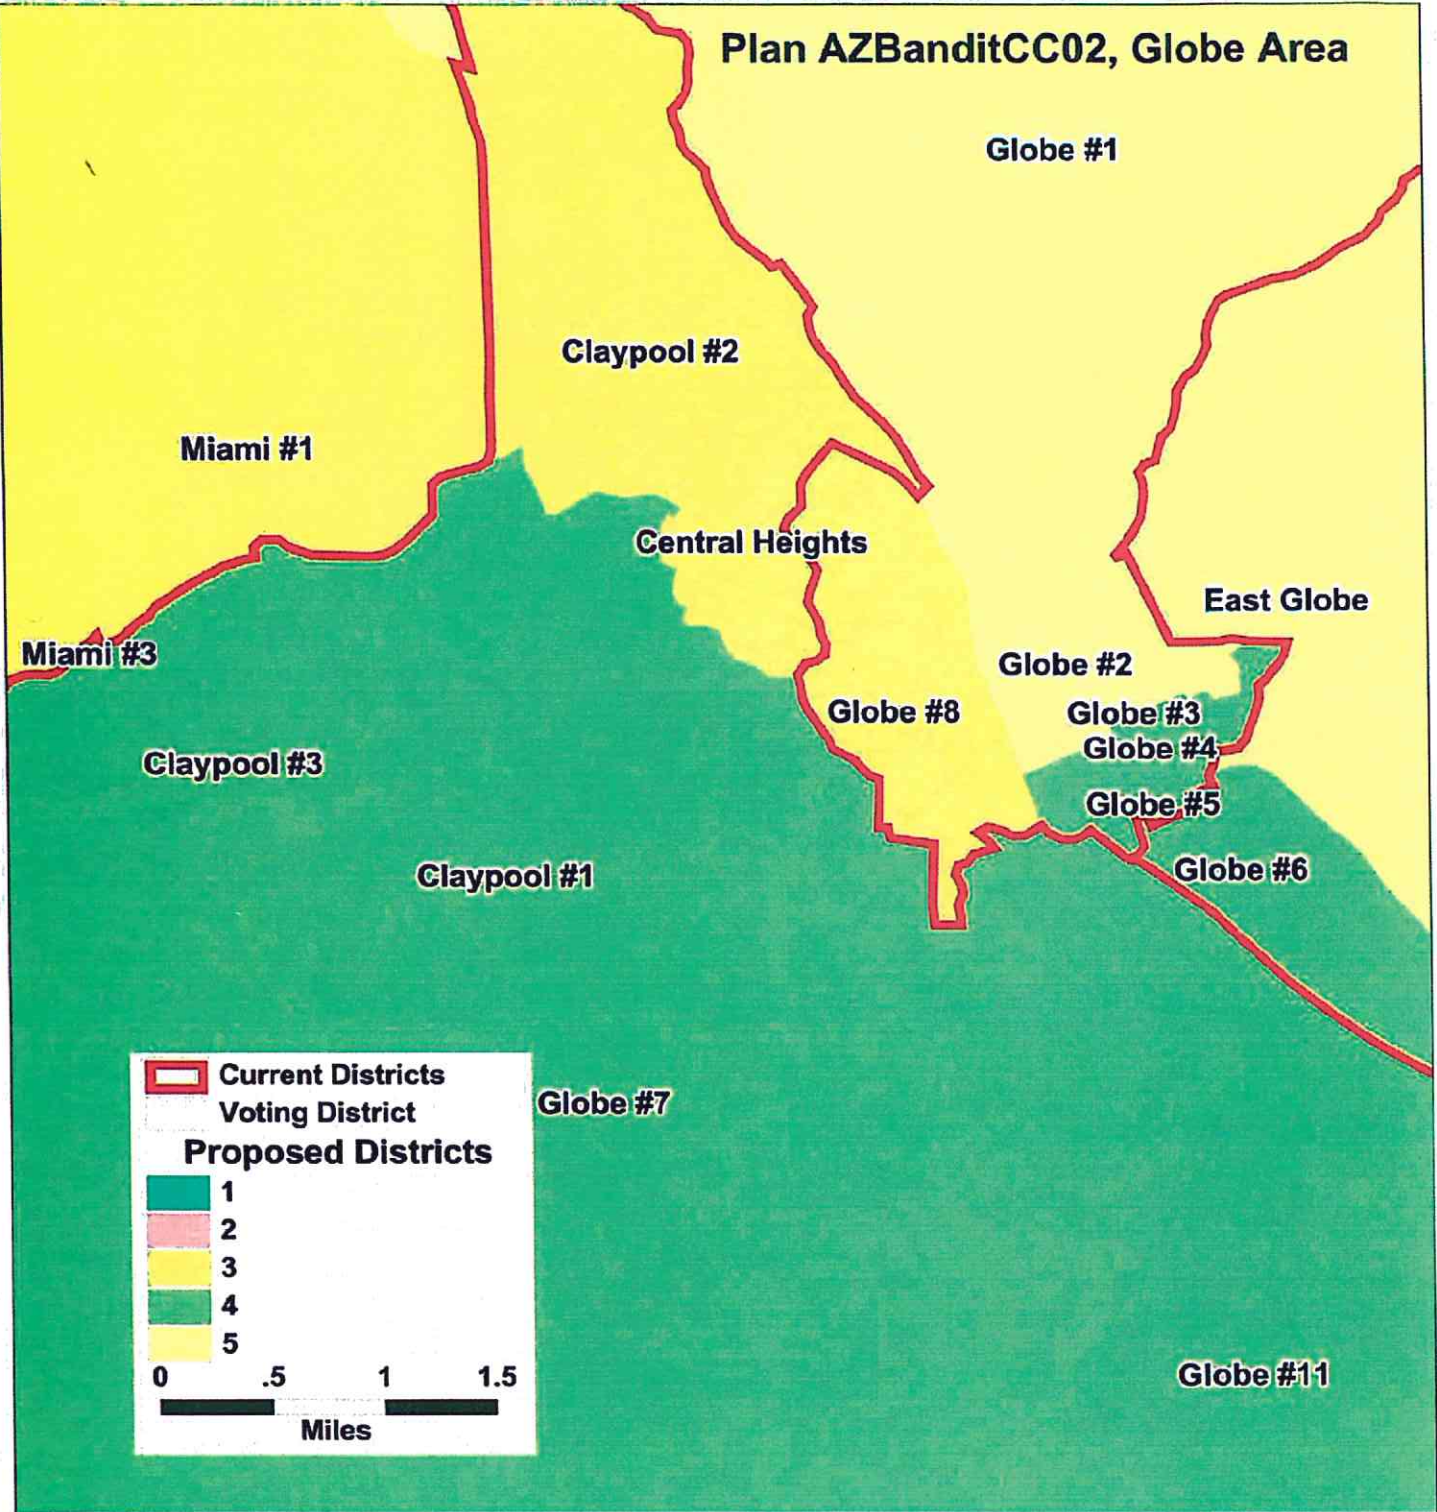 Plan AZBanditCC02, Globe Area
Globe #1
Claypool #2
Miami #1
Central Heights
East Globe
Miami #3
Globe #2
Globe #8
Globe #3
Globe #4
Claypool #3
Globe #5
Globe #6
Claypool #1
Current Districts
Voting District
Globe #7
Proposed Districts
1
2
3
4
5
0 .5 1 1.5
Miles
Globe #11